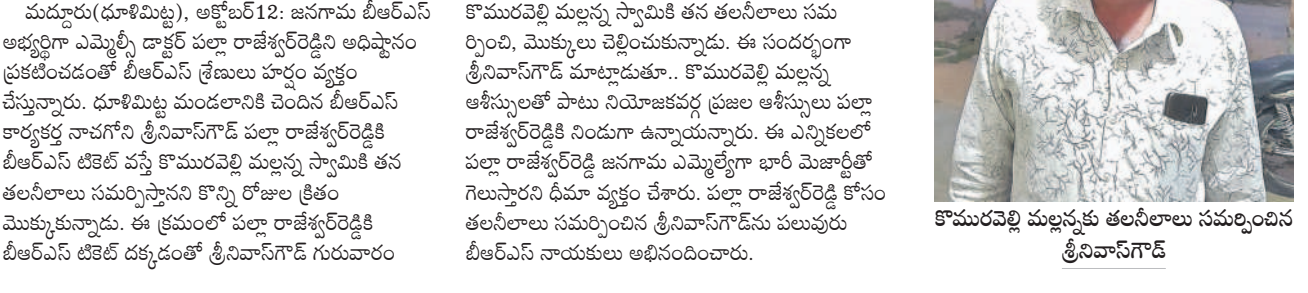 మద్దూరు(ధూళిమిట్ట), అక్టోబర్12: జనగామ బీఆర్ఎస్
అభ్యర్థిగా ఎమ్మెల్సీ డాక్టర్ పల్లా రాజేశ్వర్‌రెడ్డిని అధిష్టానం
ప్రకటించడంతో బీఆర్ఎస్ శ్రేణులు హర్షం వ్యక్తం
చేస్తున్నారు. ధూళిమిట్ట మండలానికి చెందిన బీఆర్ఎస్
కార్యకర్త నాచగోని శ్రీనివాస్‌గౌడ్ పల్లా రాజేశ్వర్‌రెడ్డికి
బీఆర్ఎస్ టికెట్ వస్తే కొమురవెల్లి మల్లన్న స్వామికి తన
తలనీలాలు సమర్పిస్తానని కొన్ని రోజుల క్రితం
మొక్కుకున్నాడు. ఈ క్రమంలో పల్లా రాజేశ్వర్‌రెడ్డికి
బీఆర్ఎస్ టికెట్ దక్కడంతో శ్రీనివాస్‌గౌడ్ గురువారం
కొమురవెల్లి మల్లన్న స్వామికి తన తలనీలాలు సమ
ర్పించి, మొక్కులు చెల్లించుకున్నాడు. ఈ సందర్భంగా
శ్రీనివాస్‌గౌడ్ మాట్లాడుతూ.. కొమురవెల్లి మల్లన్న
ఆశీస్సులతో పాటు నియోజకవర్గ ప్రజల ఆశీస్సులు పల్లా
రాజేశ్వర్‌రెడ్డికి నిండుగా ఉన్నాయన్నారు. ఈ ఎన్నికలలో
పల్లా రాజేశ్వర్‌రెడ్డి జనగామ ఎమ్మెల్యేగా భారీ మెజార్టీతో
గెలుస్తారని ధీమా వ్యక్తం చేశారు. పల్లా రాజేశ్వర్‌రెడ్డి కోసం
తలనీలాలు సమర్పించిన శ్రీనివాస్‌గౌడ్‌ను పలువురు
బీఆర్ఎస్ నాయకులు అభినందించారు.
కొమురవెల్లి మల్లన్నకు తలనీలాలు సమర్పించిన
శ్రీనివాస్‌గౌడ్